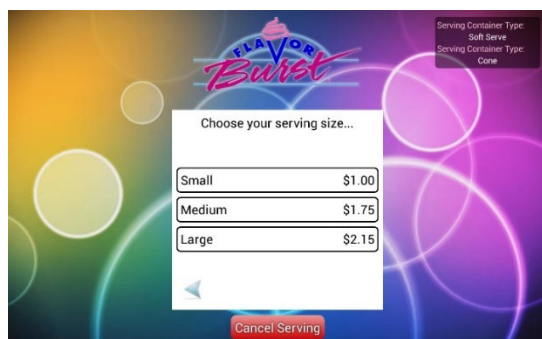 Serving Container Type:
Soft Serve
Serving Container Type:
Cone
FLAVOR
Burst
Choose your serving size...
Small $1.00
Medium $1.75
Large $2.15
Cancel Serving